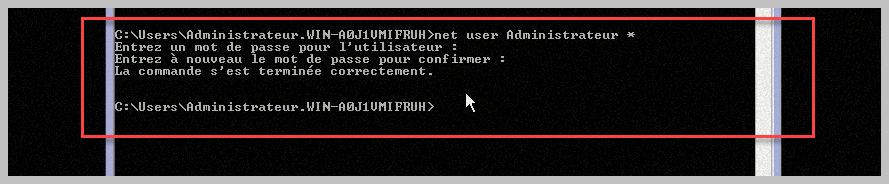 C:\Users\Administrateur.WIN-A0J1VMIFRUH>net user Administrateur *
Entrez un mot de passe pour l'utilisateur :
Entrez à nouveau le mot de passe pour confirmer :
La commande s'est terminée correctement.
C:\Users\Administrateur.WIN-A0J1VMIFRUH>